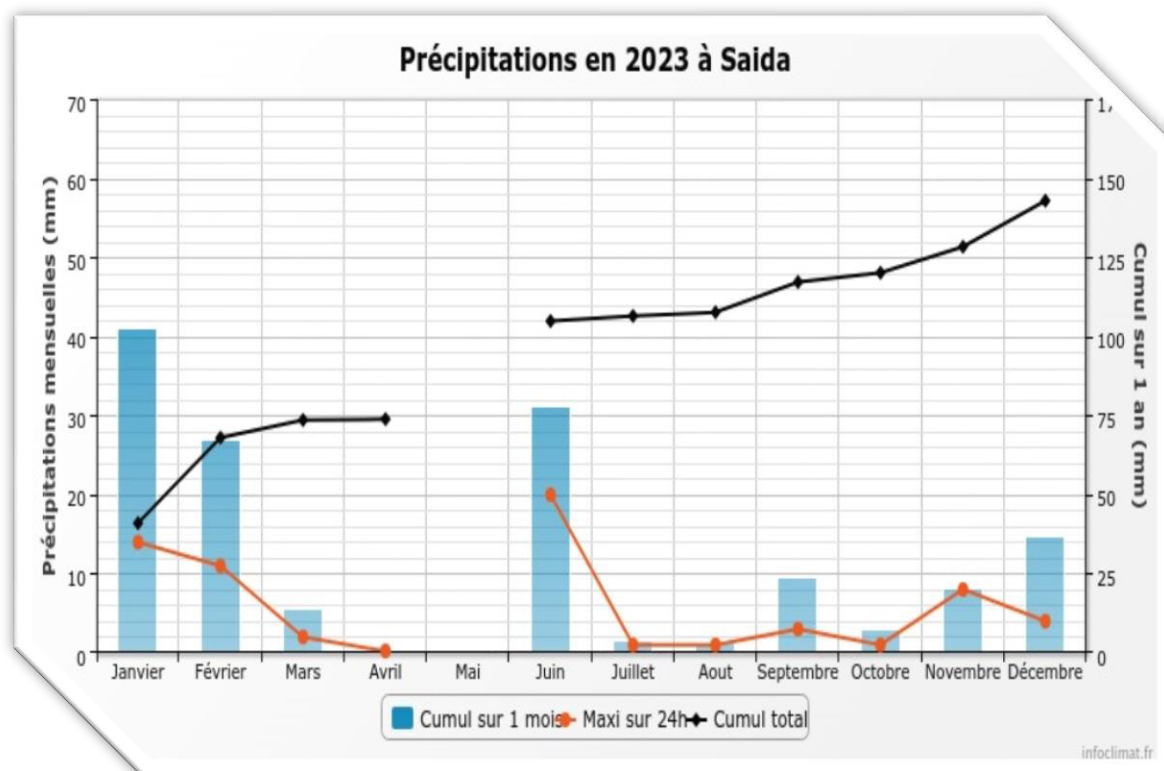 Précipitations en 2023 à Saida
Précipitations mensuelles (mm)
70
60
50
40
30
20
10
0
1,
150
125
100
75
50
25
0
Cumul sur 1 an (mm)
Janvier Février Mars Avril Mai Juin Juillet Aout Septembre Octobre Novembre Décembre
Cumul sur 1 mois Maxi sur 24h Cumul total
infoclimat.fr